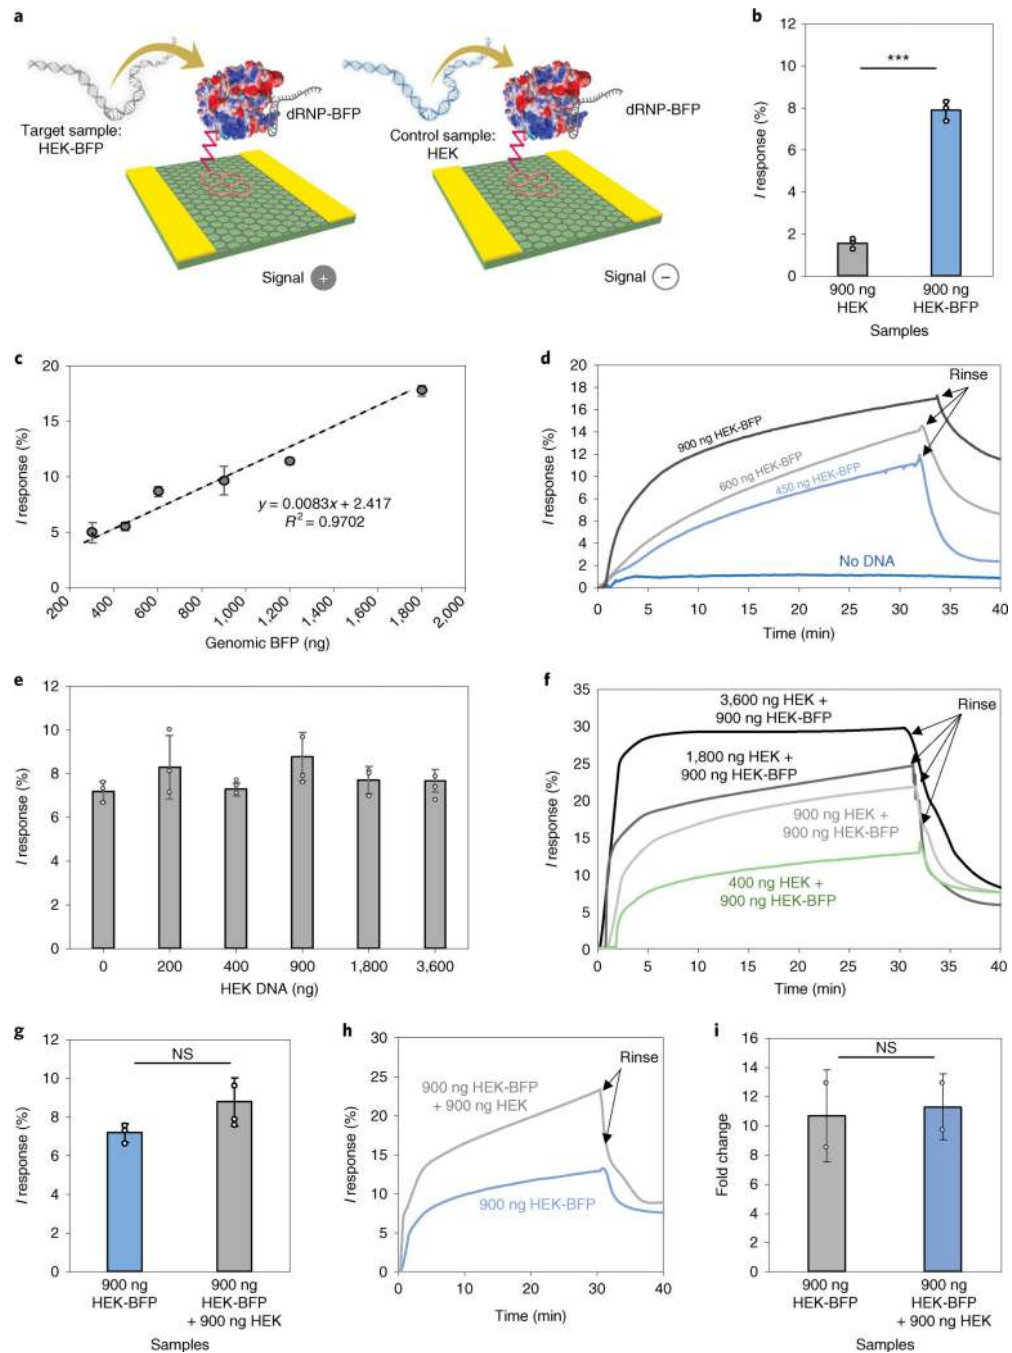 a
Target sample:
HEK-BFP
dRNP-BFP
Signal +
Control sample:
HEK
dRNP-BFP
Signal −
b
12
10
8
6
4
2
0
I response (%)
***
900 ng
HEK
900 ng
HEK-BFP
Samples
c
20
15
10
5
0
I response (%)
y = 0.0083x + 2.417
R² = 0.9702
200
400
600
800
1,000
1,200
1,400
1,600
1,800
2,000
Genomic BFP (ng)
d
20
18
16
14
12
10
8
6
4
2
0
I response (%)
Rinse
900 ng HEK-BFP
600 ng HEK-BFP
450 ng HEK-BFP
No DNA
0 5 10 15 20 25 30 35 40
Time (min)
e
12
10
8
6
4
2
0
I response (%)
0 200 400 900 1,800 3,600
HEK DNA (ng)
f
35
30
25
20
15
10
5
0
I response (%)
3,600 ng HEK +
900 ng HEK-BFP
Rinse
1,800 ng HEK +
900 ng HEK-BFP
900 ng HEK +
900 ng HEK-BFP
400 ng HEK +
900 ng HEK-BFP
0 5 10 15 20 25 30 35 40
Time (min)
g
12
10
8
6
4
2
0
I response (%)
NS
900 ng
HEK-BFP
900 ng
HEK-BFP
+ 900 ng HEK
Samples
h
30
25
20
15
10
5
0
I response (%)
Rinse
900 ng HEK-BFP
+ 900 ng HEK
900 ng HEK-BFP
0 10 20 30 40
Time (min)
i
16
14
12
10
8
6
4
2
0
Fold change
NS
900 ng
HEK-BFP
900 ng
HEK-BFP
+ 900 ng HEK
Samples